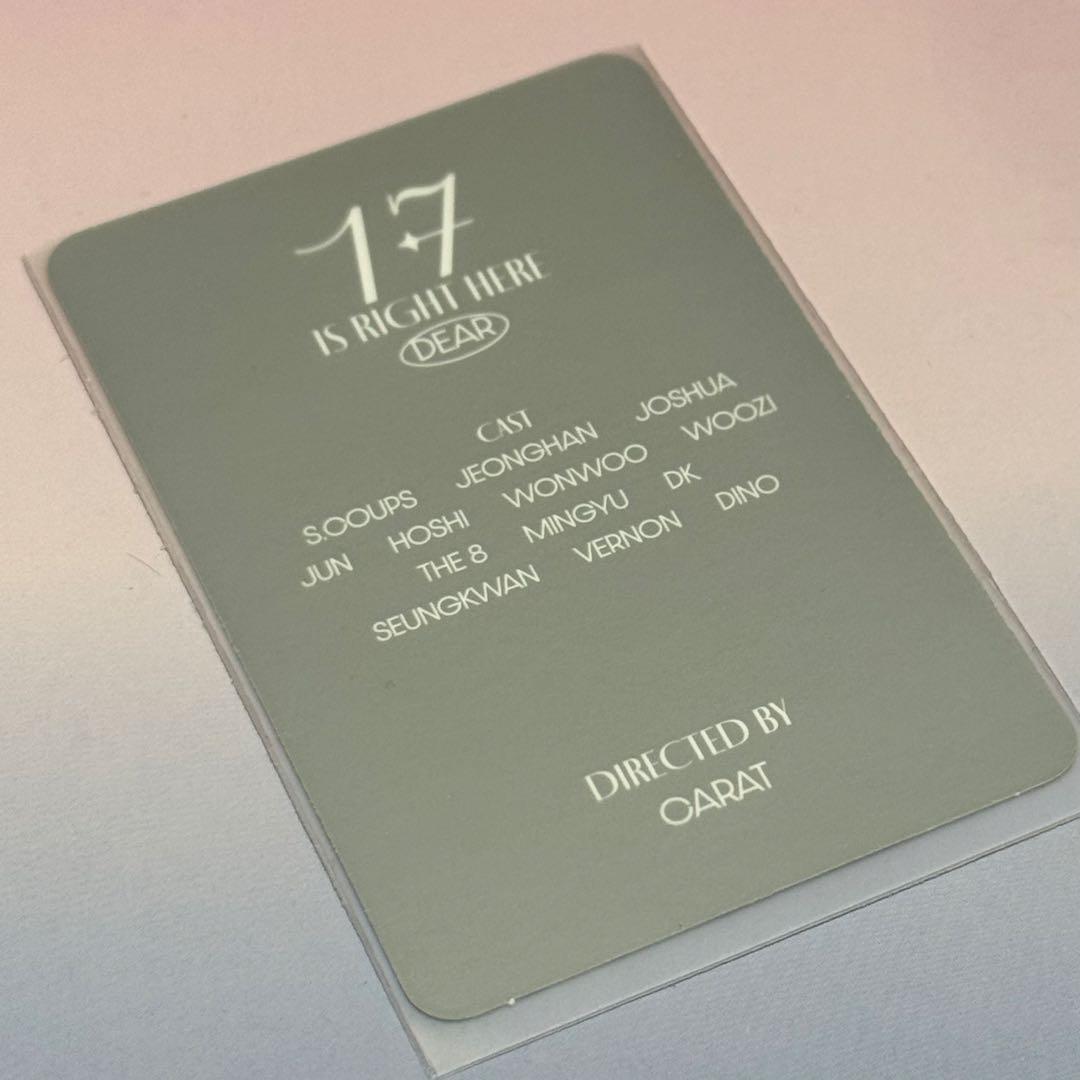 17
IS RIGHT HERE
DEAR
CAST
S.COUPS JEONGHAN JOSHUA
JUN HOSHI WONWOO WOOZI
THE 8 MINGYU DK
SEUNGKWAN VERNON DINO
DIRECTED BY
CARAT